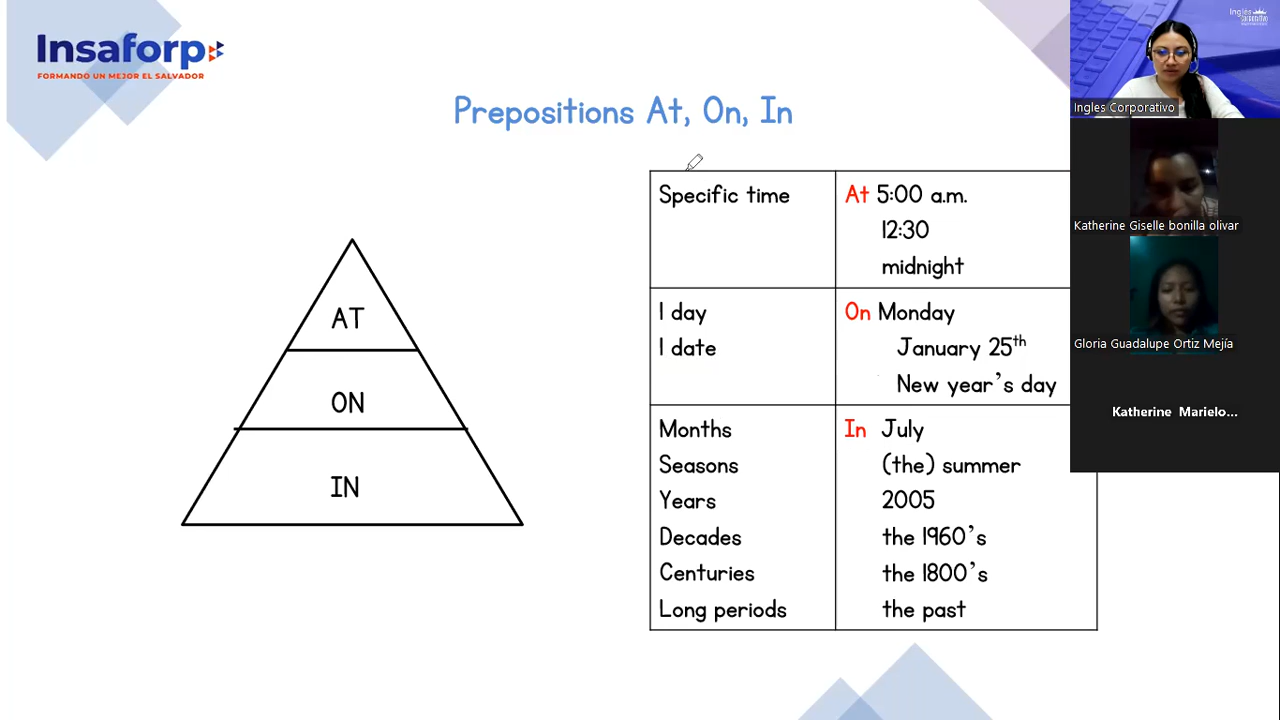 Insaforp
FORMANDO UN MEJOR EL SALVADOR
Prepositions At, On, In
AT
ON
IN
Specific time
At 5:00 a.m.
12:30
midnight
1 day
1 date
On Monday
January 25th
New year's day
Months
Seasons
Years
Decades
Centuries
Long periods
In July
(the) summer
2005
the 1960's
the 1800's
the past
Ingles Corporativo
Ingles Corporativo
Katherine Giselle bonilla olivar
Gloria Guadalupe Ortiz Mejía
Katherine Marielo...